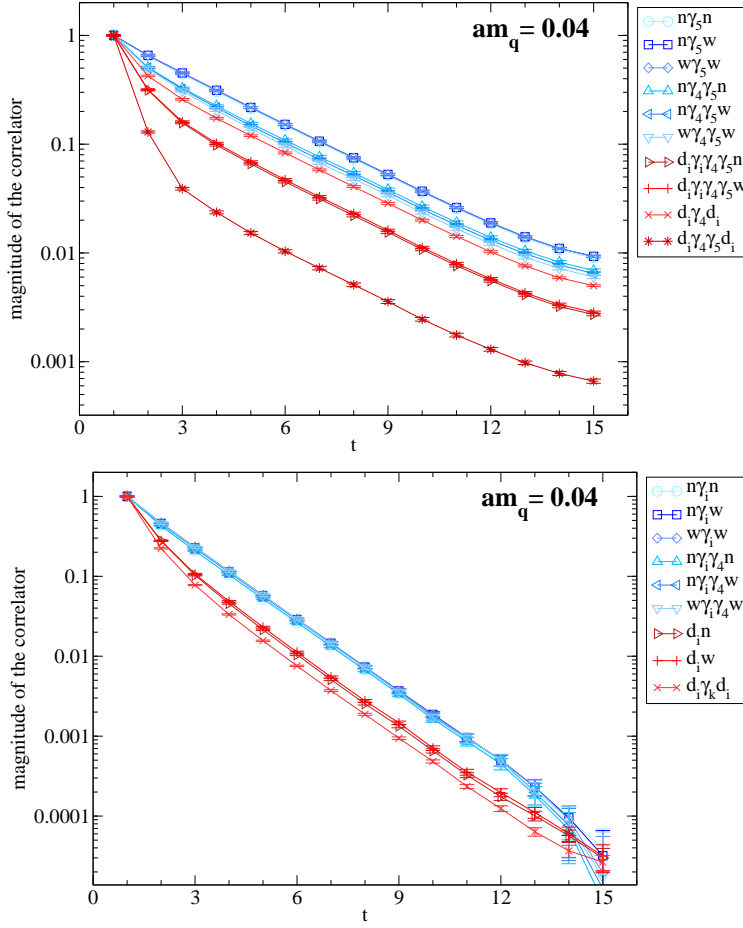 am_q = 0.04
magnitude of the correlator
1
0.1
0.01
0.001
0 3 6 9 12 15
t
nγ₅n
nγ₅w
wγ₅w
nγ₄γ₅n
nγ₄γ₅w
wγ₄γ₅w
dᵢγᵢγ₄γ₅n
dᵢγᵢγ₄γ₅w
dᵢγ₄dᵢ
dᵢγ₄γ₅dᵢ
am_q = 0.04
magnitude of the correlator
1
0.1
0.01
0.001
0.0001
0 3 6 9 12 15
t
nγᵢn
nγᵢw
wγᵢw
nγᵢγ₄n
nγᵢγ₄w
wγᵢγ₄w
dᵢn
dᵢw
dᵢγₖdᵢ